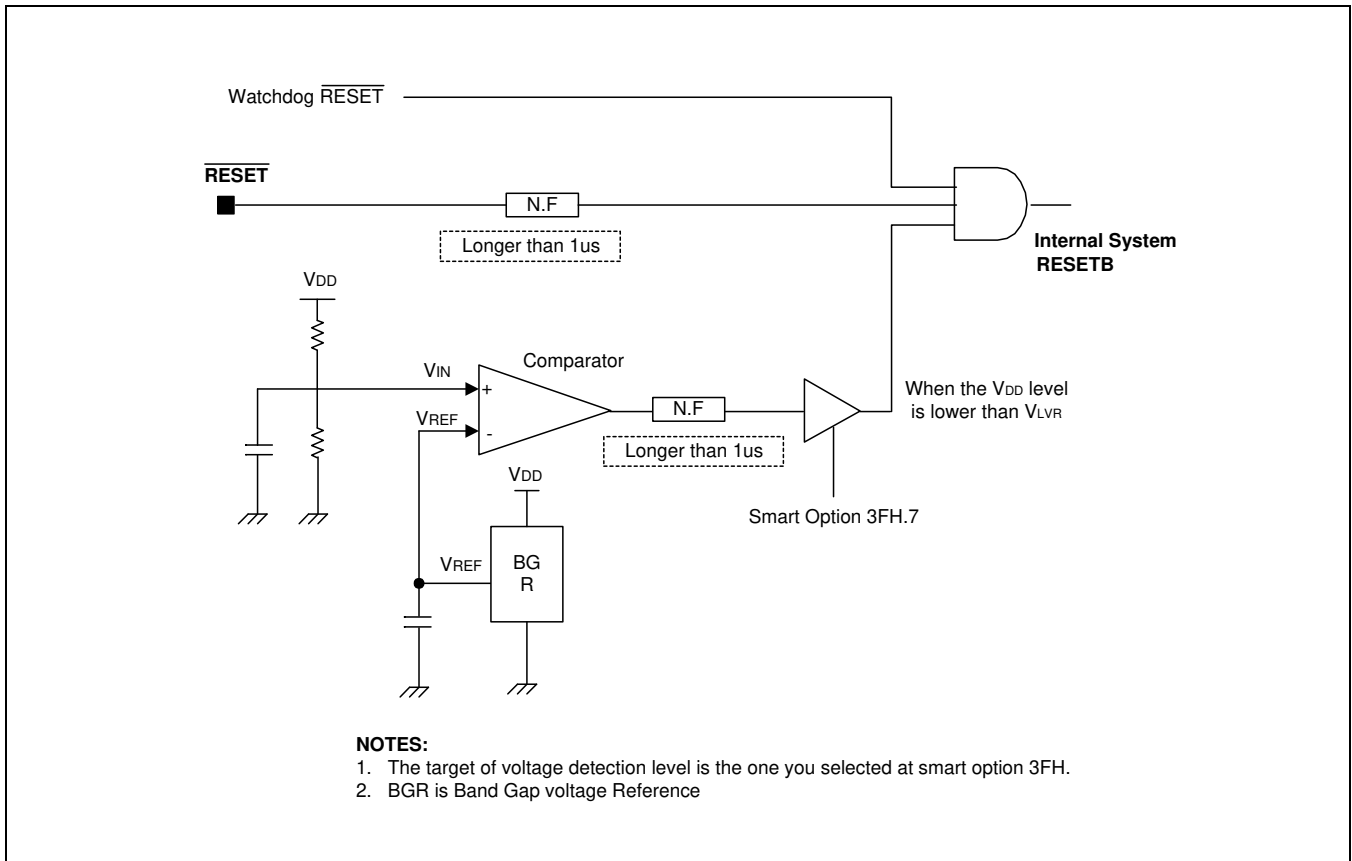 Watchdog RESET
RESET
N.F
Longer than 1us
Internal System
RESETB
VDD
VIN
+
Comparator
VREF
-
N.F
Longer than 1us
When the VDD level
is lower than VLVR
Smart Option 3FH.7
VDD
VREF
BG
R
NOTES:
1. The target of voltage detection level is the one you selected at smart option 3FH.
2. BGR is Band Gap voltage Reference